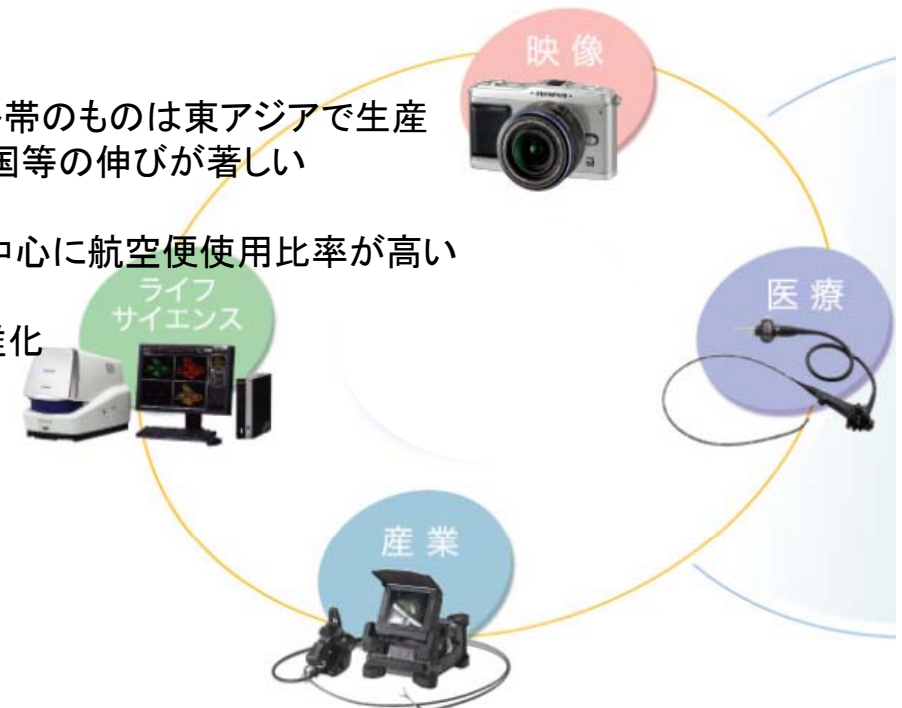 映 像
帯のものは東アジアで生産
国等の伸びが著しい
中心に航空便使用比率が高い
ライフ
サイエンス
医 療
産 業
OLYMPUS